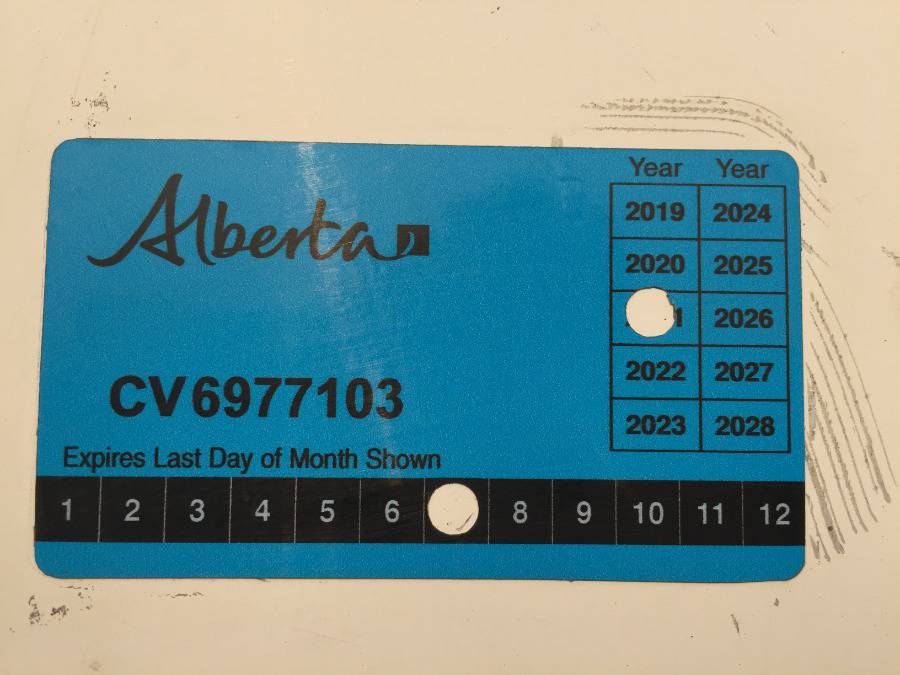 Alberta
Year Year
2019 2024
2020 2025
1 2026
2022 2027
2023 2028
CV6977103
Expires Last Day of Month Shown
1 2 3 4 5 6 8 9 10 11 12